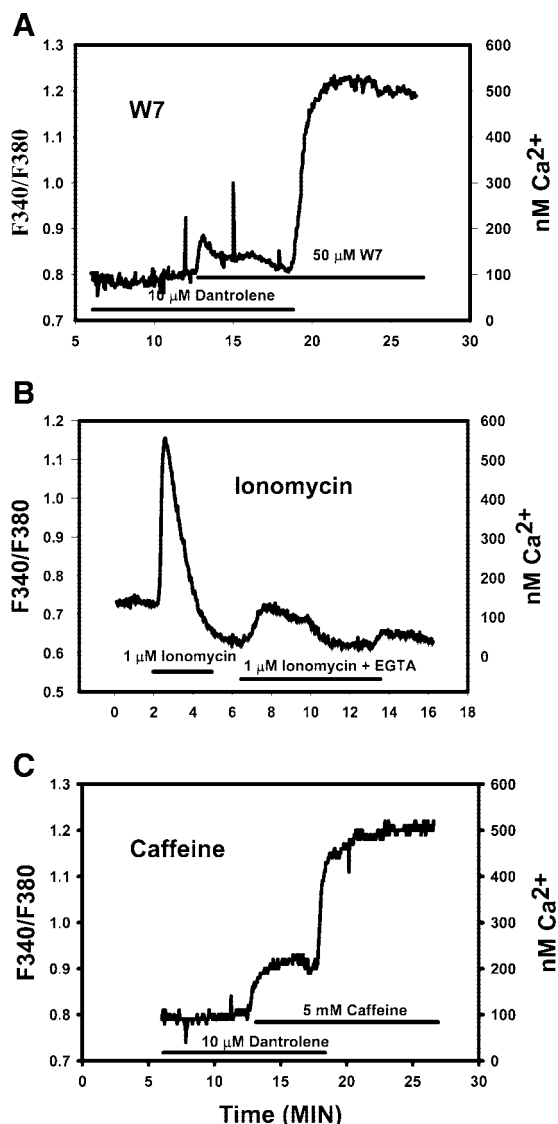 A
1.3
1.2
1.0
0.9
0.8
0.7
F340/F380
W7
600
500
400
300
200
100
0
nM Ca2+
50 μM W7
10 μM Dantrolene
5 10 15 20 25 30
B
1.2
1.1
1.0
0.9
0.8
0.7
0.6
0.5
F340/F380
Ionomycin
600
500
400
300
200
100
0
nM Ca2+
1 μM Ionomycin
1 μM Ionomycin + EGTA
0 2 4 6 8 10 12 14 16 18
C
1.3
1.2
1.1
1.0
0.9
0.8
0.7
F340/F380
Caffeine
600
500
400
300
200
100
0
nM Ca2+
5 mM Caffeine
10 μM Dantrolene
0 5 10 15 20 25 30
Time (MIN)